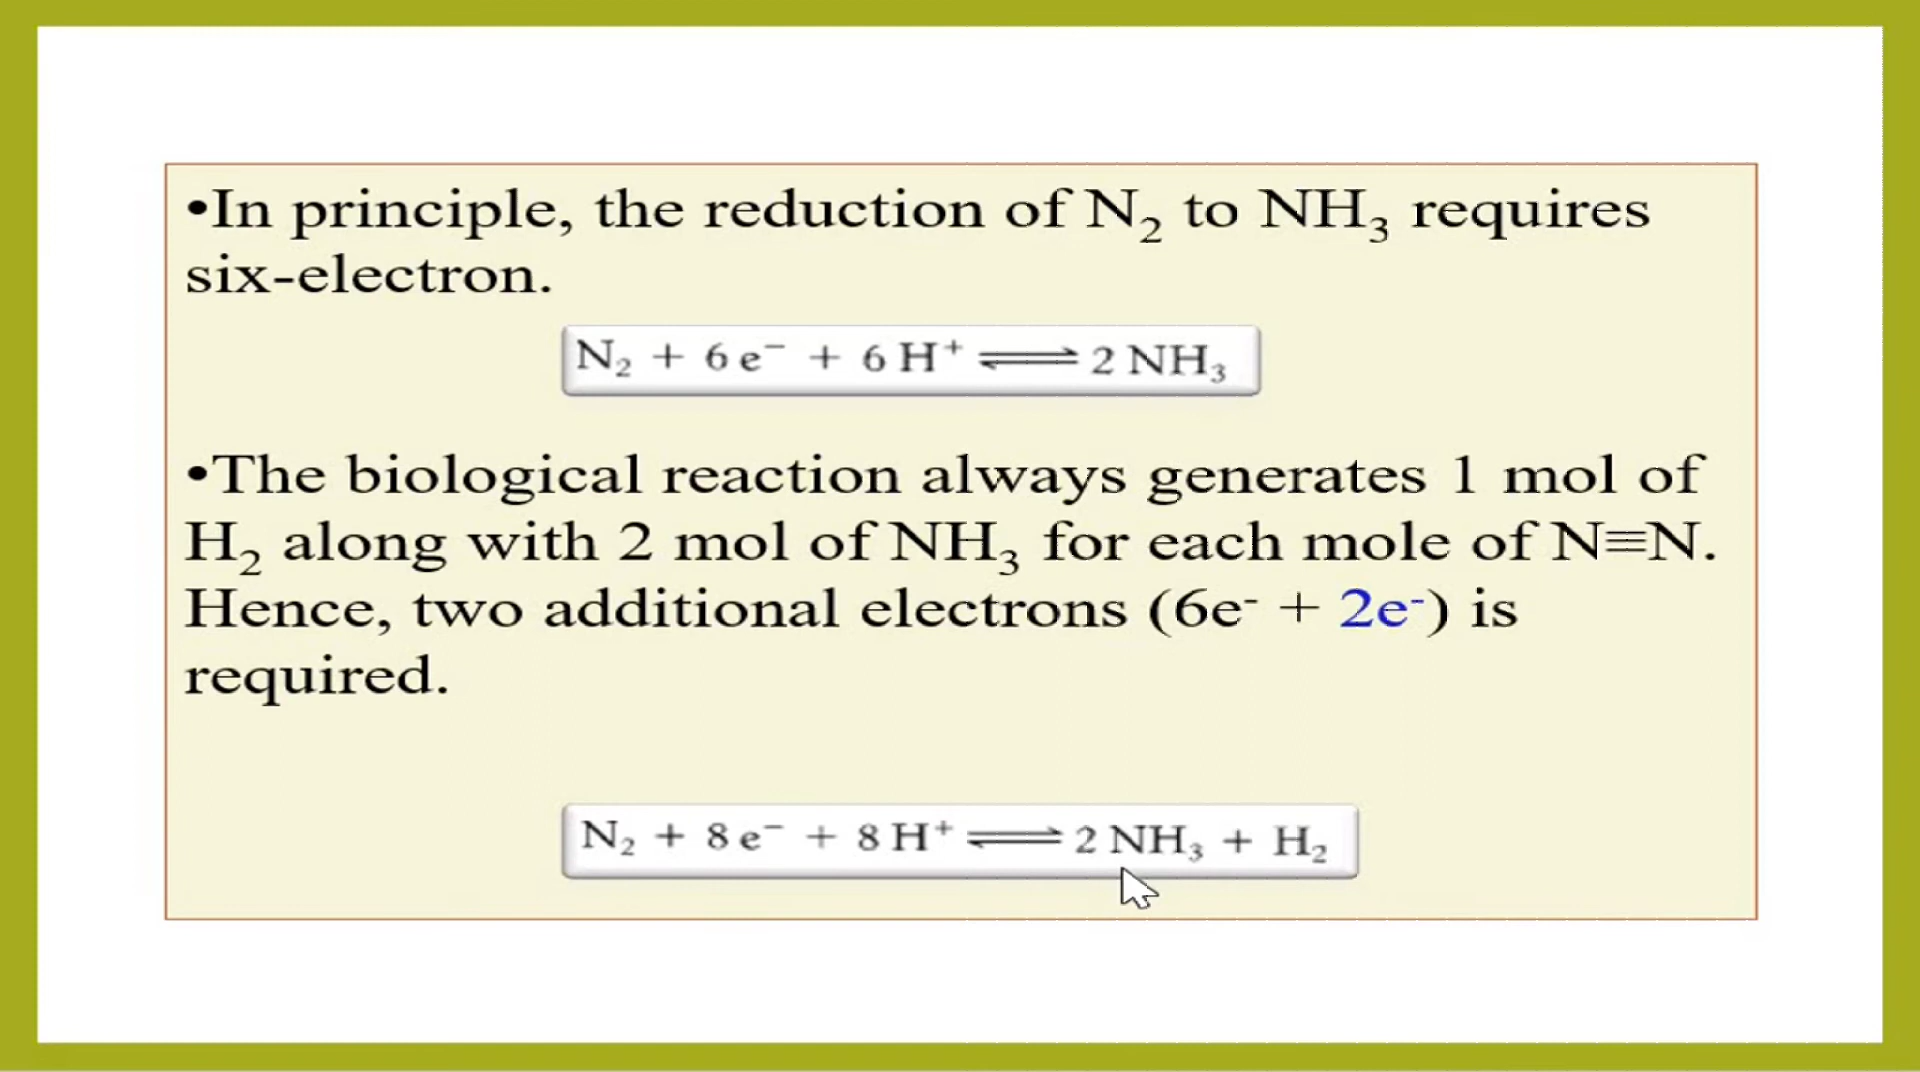 •In principle, the reduction of N₂ to NH₃ requires
six-electron.
N₂ + 6 e⁻ + 6 H⁺ ⇌ 2 NH₃
•The biological reaction always generates 1 mol of
H₂ along with 2 mol of NH₃ for each mole of N≡N.
Hence, two additional electrons (6e⁻ + 2e⁻) is
required.
N₂ + 8 e⁻ + 8 H⁺ ⇌ 2 NH₃ + H₂